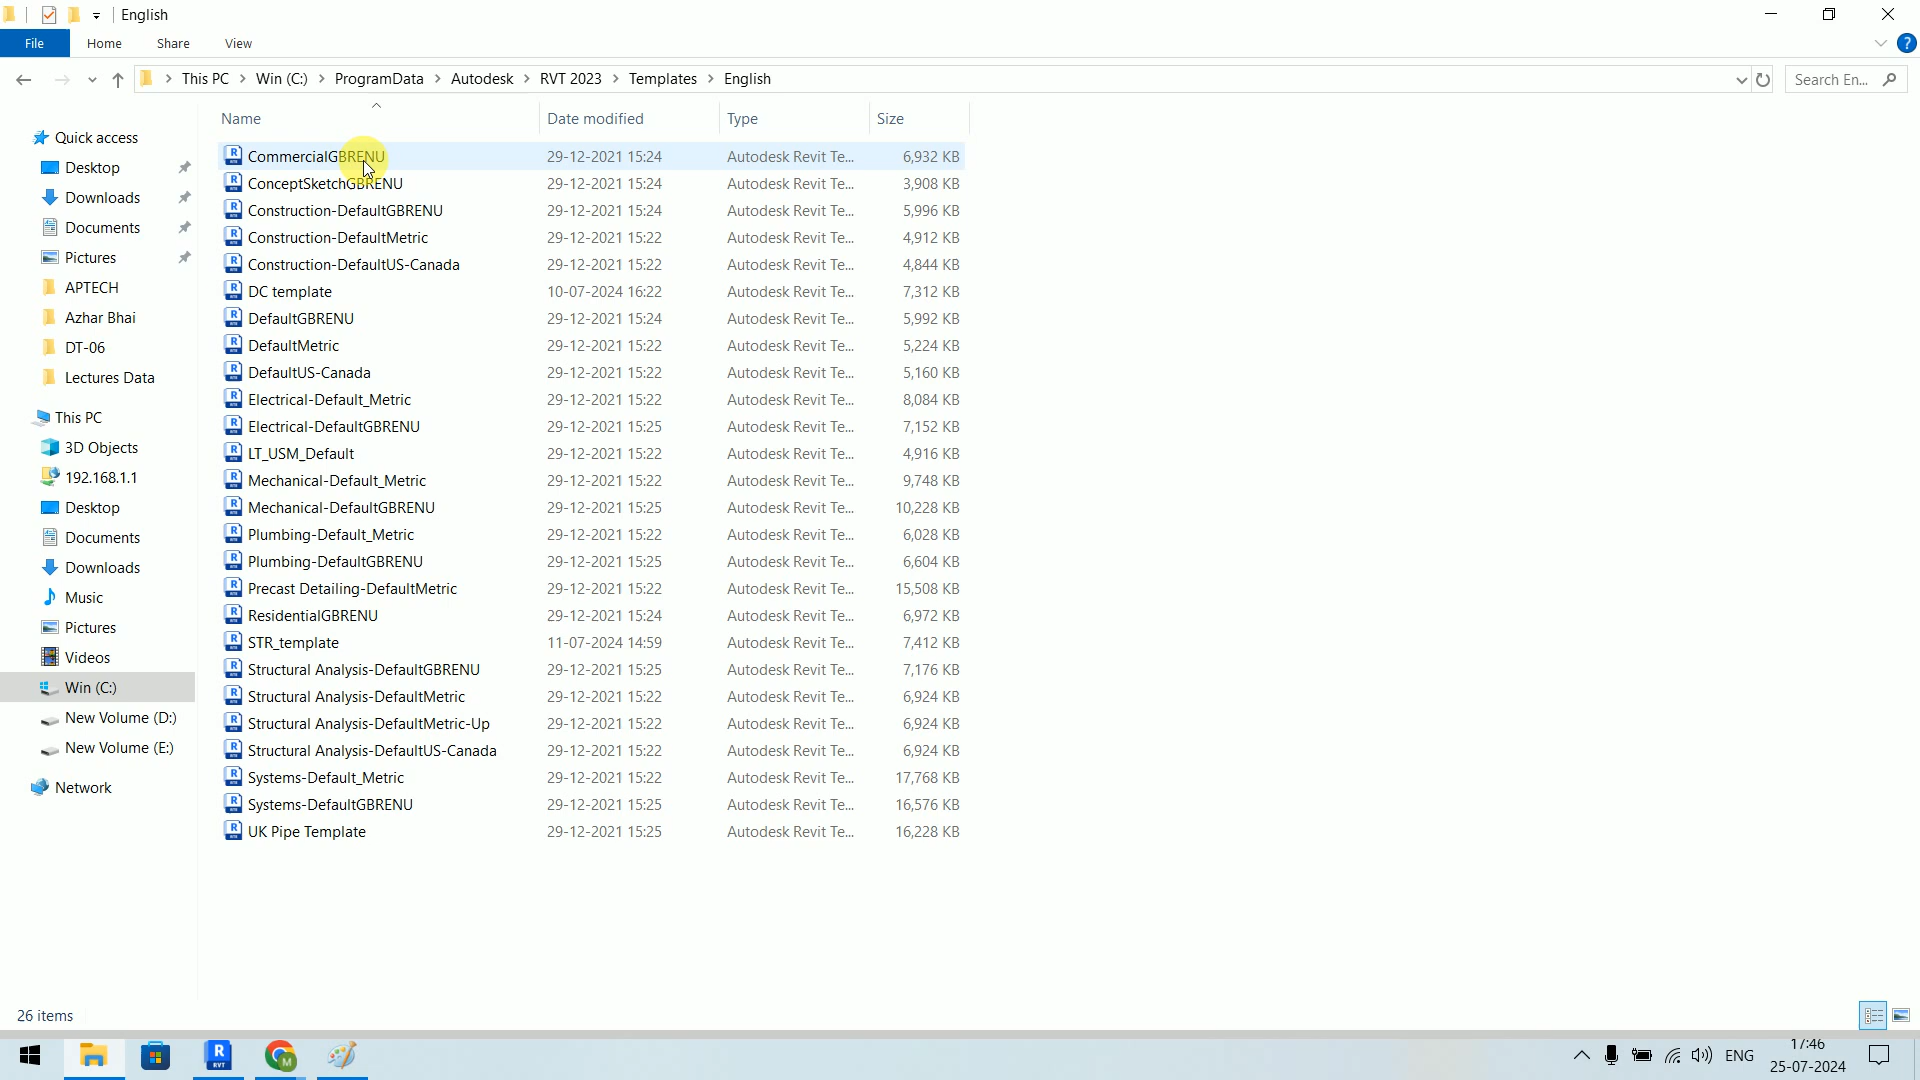 English
File Home Share View
This PC Win (C:) ProgramData Autodesk RVT 2023 Templates English Search En...
Name Date modified Type Size
Quick access
Desktop
Downloads
Documents
Pictures
APTECH
Azhar Bhai
DT-06
Lectures Data
This PC
3D Objects
192.168.1.1
Desktop
Documents
Downloads
Music
Pictures
Videos
Win (C:)
New Volume (D:)
New Volume (E:)
Network
CommercialGBRENU 29-12-2021 15:24 Autodesk Revit Te... 6,932 KB
ConceptSketchGBRENU 29-12-2021 15:24 Autodesk Revit Te... 3,908 KB
Construction-DefaultGBRENU 29-12-2021 15:24 Autodesk Revit Te... 5,996 KB
Construction-DefaultMetric 29-12-2021 15:22 Autodesk Revit Te... 4,912 KB
Construction-DefaultUS-Canada 29-12-2021 15:22 Autodesk Revit Te... 4,844 KB
DC template 10-07-2024 16:22 Autodesk Revit Te... 7,312 KB
DefaultGBRENU 29-12-2021 15:24 Autodesk Revit Te... 5,992 KB
DefaultMetric 29-12-2021 15:22 Autodesk Revit Te... 5,224 KB
DefaultUS-Canada 29-12-2021 15:22 Autodesk Revit Te... 5,160 KB
Electrical-Default_Metric 29-12-2021 15:22 Autodesk Revit Te... 8,084 KB
Electrical-DefaultGBRENU 29-12-2021 15:25 Autodesk Revit Te... 7,152 KB
LT_USM_Default 29-12-2021 15:22 Autodesk Revit Te... 4,916 KB
Mechanical-Default_Metric 29-12-2021 15:22 Autodesk Revit Te... 9,748 KB
Mechanical-DefaultGBRENU 29-12-2021 15:25 Autodesk Revit Te... 10,228 KB
Plumbing-Default_Metric 29-12-2021 15:22 Autodesk Revit Te... 6,028 KB
Plumbing-DefaultGBRENU 29-12-2021 15:25 Autodesk Revit Te... 6,604 KB
Precast Detailing-DefaultMetric 29-12-2021 15:22 Autodesk Revit Te... 15,508 KB
ResidentialGBRENU 29-12-2021 15:24 Autodesk Revit Te... 6,972 KB
STR_template 11-07-2024 14:59 Autodesk Revit Te... 7,412 KB
Structural Analysis-DefaultGBRENU 29-12-2021 15:25 Autodesk Revit Te... 7,176 KB
Structural Analysis-DefaultMetric 29-12-2021 15:22 Autodesk Revit Te... 6,924 KB
Structural Analysis-DefaultMetric-Up 29-12-2021 15:22 Autodesk Revit Te... 6,924 KB
Structural Analysis-DefaultUS-Canada 29-12-2021 15:22 Autodesk Revit Te... 6,924 KB
Systems-Default_Metric 29-12-2021 15:22 Autodesk Revit Te... 17,768 KB
Systems-DefaultGBRENU 29-12-2021 15:25 Autodesk Revit Te... 16,576 KB
UK Pipe Template 29-12-2021 15:25 Autodesk Revit Te... 16,228 KB
26 items
R RVT M ENG 17:46
25-07-2024